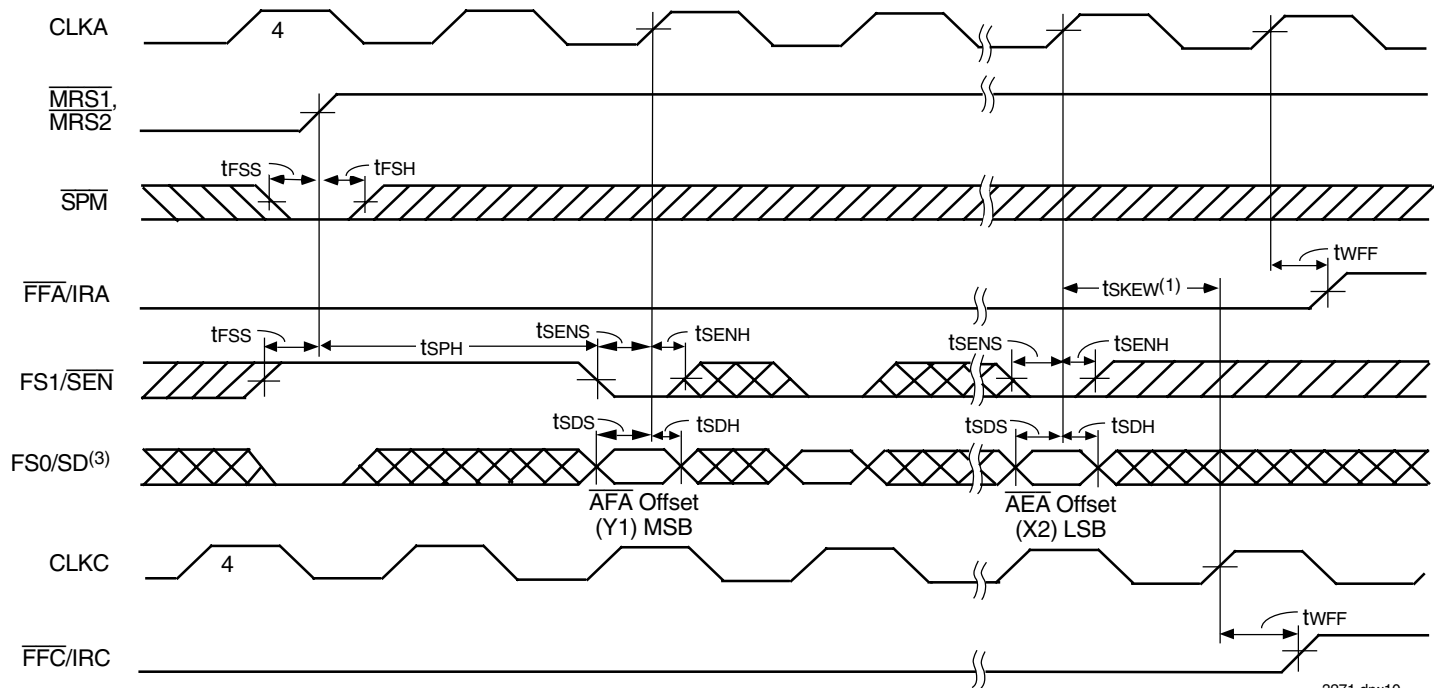 CLKA
4
MRS1,
MRS2
tFSS
tFSH
SPM
tWFF
FFA/IRA
tSKEW(1)
tFSS
tSPH
tSENS
tSENH
tSENS
tSENH
FS1/SEN
tSDS
tSDH
tSDS
tSDH
FS0/SD(3)
AFA Offset
(Y1) MSB
AEA Offset
(X2) LSB
CLKC
4
tWFF
FFC/IRC